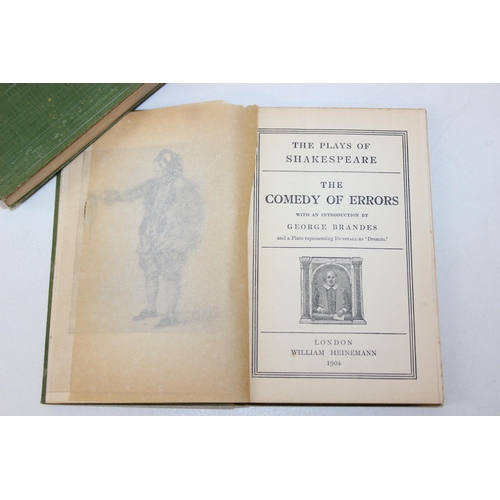 THE PLAYS OF
SHAKESPEARE
THE
COMEDY OF ERRORS
WITH AN INTRODUCTION BY
GEORGE BRANDES
and a Plate representing DUNSTALL as 'Dromio.'
LONDON
WILLIAM HEINEMANN
1904